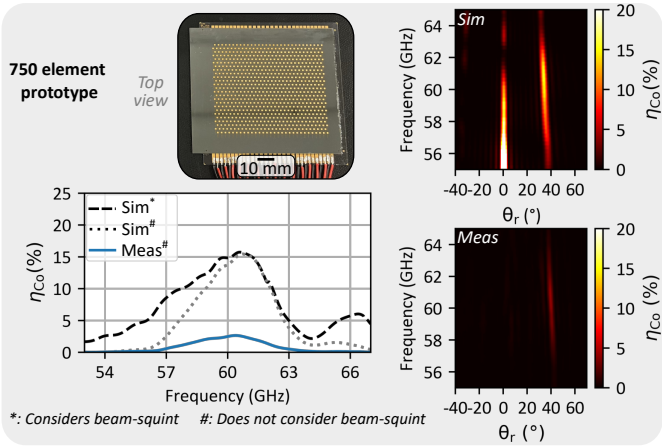 750 element
prototype
Top
view
10 mm
25
20
15
10
5
0
η_Co(%)
Sim*
Sim#
Meas#
54 57 60 63 66
Frequency (GHz)
*: Considers beam-squint #: Does not consider beam-squint
Sim
64
62
60
58
56
Frequency (GHz)
-40 -20 0 20 40 60
θr (°)
20
15
10
5
0
ηCo(%)
Meas
64
62
60
58
56
Frequency (GHz)
-40 -20 0 20 40 60
θr (°)
20
15
10
5
0
ηCo (%)